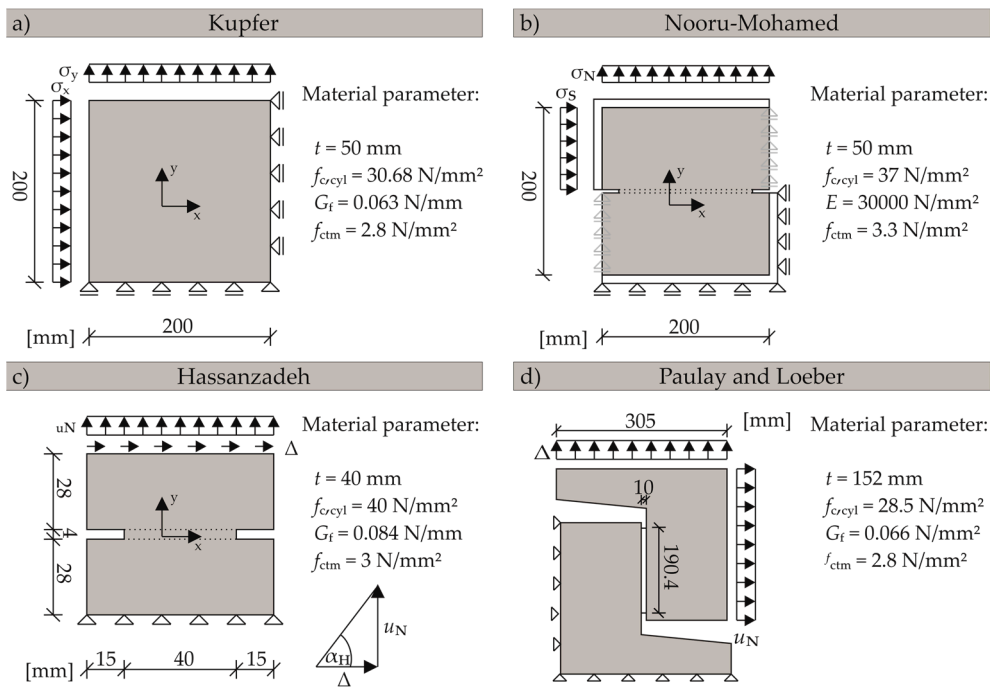 a) Kupfer
σy
σx
200
y
x
[mm]
200
Material parameter:
t = 50 mm
fc,cyl = 30.68 N/mm²
Gf = 0.063 N/mm
fctm = 2.8 N/mm²
b) Nooru-Mohamed
σN
σS
200
y
x
[mm]
200
Material parameter:
t = 50 mm
fc,cyl = 37 N/mm²
E = 30000 N/mm²
fctm = 3.3 N/mm²
c) Hassanzadeh
uN
Δ
28
4
28
y
x
[mm]
15 40 15
Material parameter:
t = 40 mm
fc,cyl = 40 N/mm²
Gf = 0.084 N/mm
fctm = 3 N/mm²
uN
αH
Δ
d) Paulay and Loeber
305
[mm]
Δ
10
190.4
uN
Material parameter:
t = 152 mm
fc,cyl = 28.5 N/mm²
Gf = 0.066 N/mm²
fctm = 2.8 N/mm²